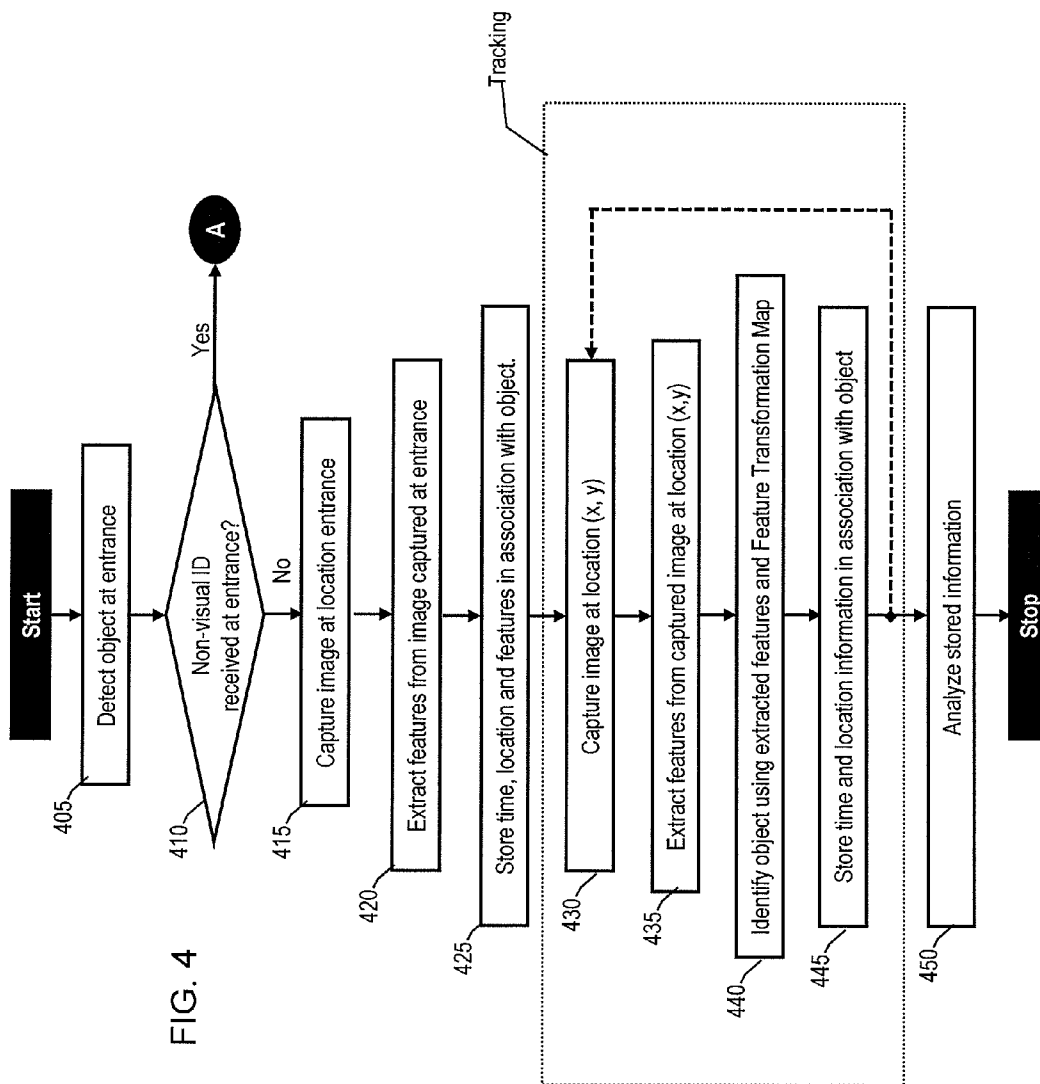 FIG. 4
Start
405
Detect object at entrance
410
Non-visual ID
received at entrance?
Yes
A
No
415
Capture image at location entrance
420
Extract features from image captured at entrance
425
Store time, location and features in association with object.
Tracking
430
Capture image at location (x, y)
435
Extract features from captured image at location (x,y)
440
Identify object using extracted features and Feature Transformation Map
445
Store time and location information in association with object
450
Analyze stored information
Stop